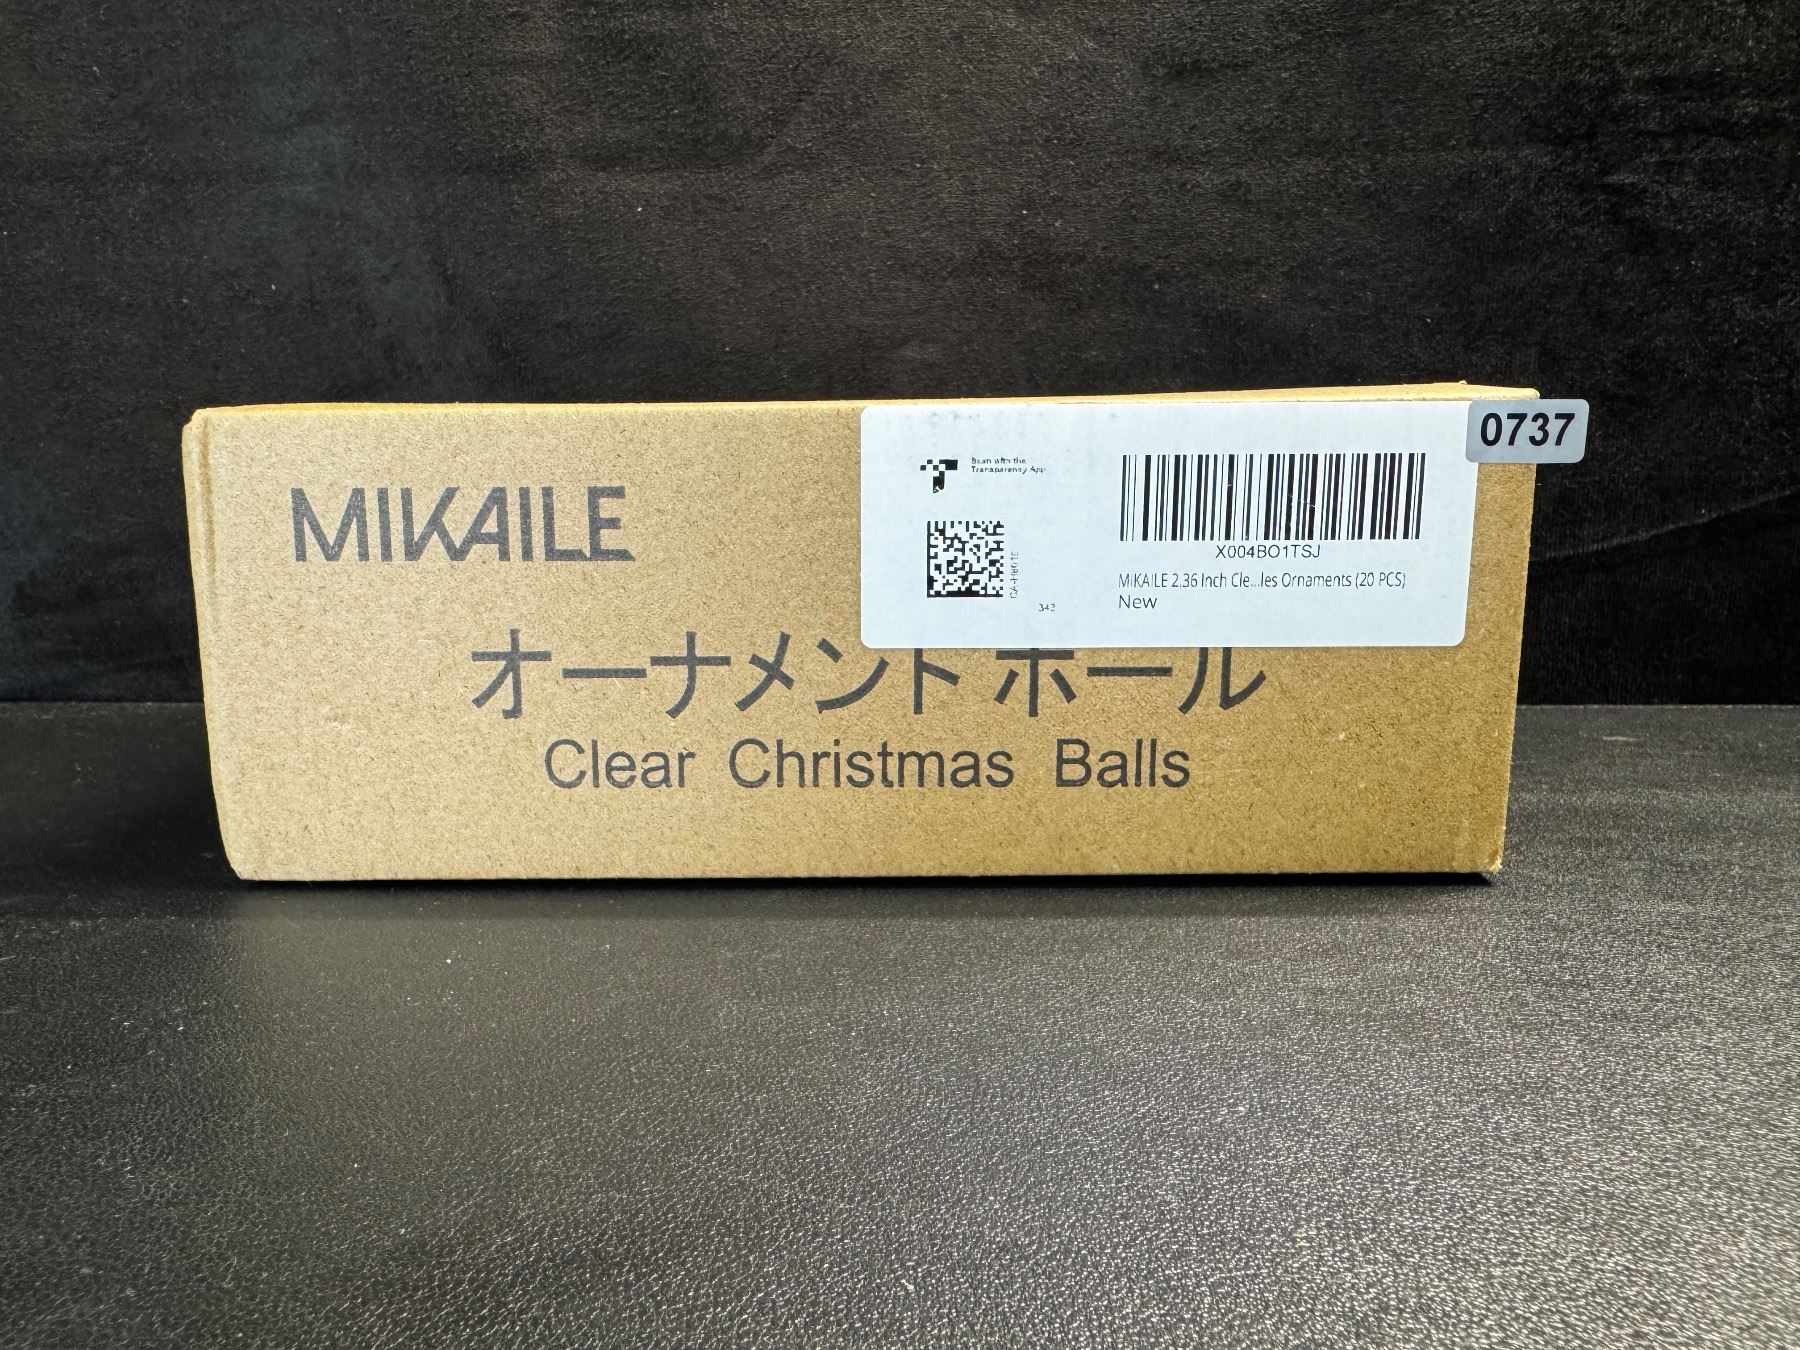 0737
MIKAILE
Scan with the
Transparency App
X004BO1TSJ
MIKAILE 2.36 Inch Cle...les Ornaments (20 PCS)
New
342
オーナメント ボール
Clear Christmas Balls